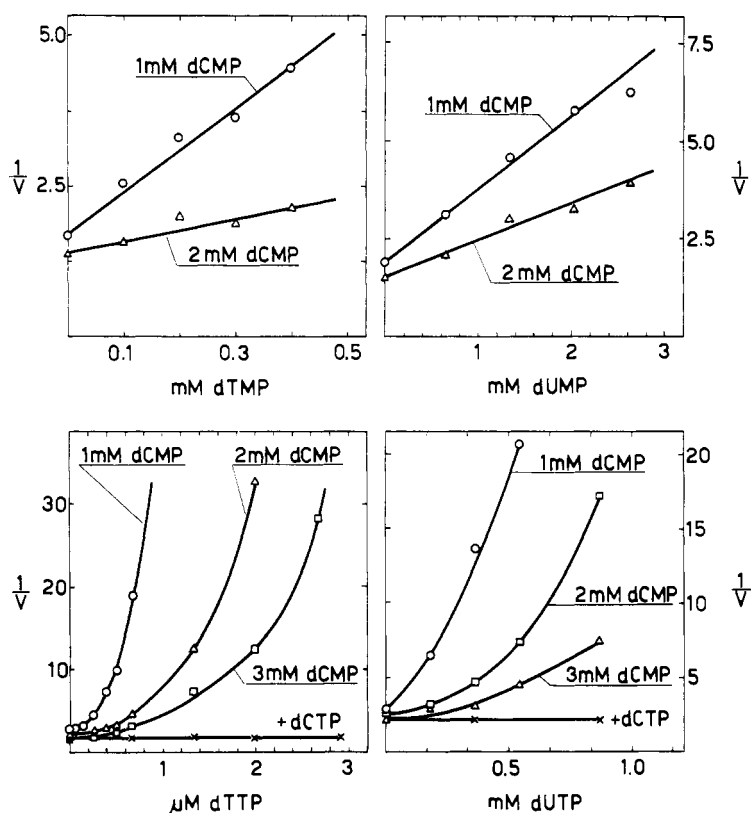 5.0
1mM dCMP
1
V
2.5
2mM dCMP
0.1 0.3 0.5
mM dTMP
7.5
1mM dCMP
5.0
1
V
2.5
2mM dCMP
1 2 3
mM dUMP
1mM dCMP
2mM dCMP
30
1
V
20
10
3mM dCMP
+dCTP
1 2 3
µM dTTP
20
1mM dCMP
15
1
V
2mM dCMP
10
3mM dCMP
5
+dCTP
0.5 1.0
mM dUTP